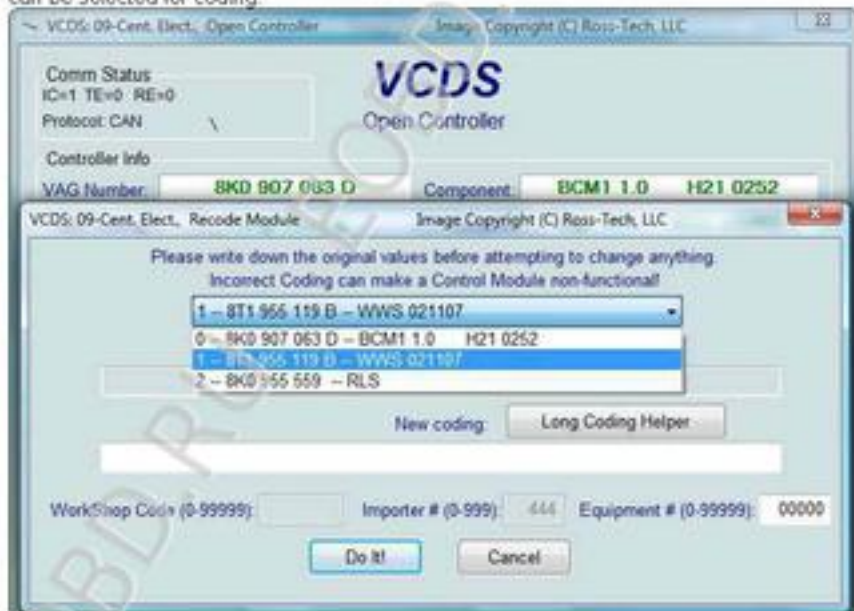 can be selected for coding.
VCDS: 09-Cent. Elect., Open Controller Image Copyright (C) Ross-Tech, LLC
Comm Status
IC=1 TE=0 RE=0
Protocol: CAN \
VCDS
Open Controller
Controller Info
VAG Number: 8K0 907 063 D Component: BCM1 1.0 H21 0252
VCDS: 09-Cent. Elect., Recode Module Image Copyright (C) Ross-Tech, LLC
Please write down the original values before attempting to change anything.
Incorrect Coding can make a Control Module non-functional!
1 -- 8T1 955 119 B -- WWS 021107
0 -- 8K0 907 063 D -- BCM1 1.0 H21 0252
1 -- 8T1 955 119 B -- WWS 021107
2 -- 8K0 955 559 -- RLS
New coding: Long Coding Helper
WorkShop Code (0-99999): Importer # (0-999): 444 Equipment # (0-99999): 00000
Do It! Cancel